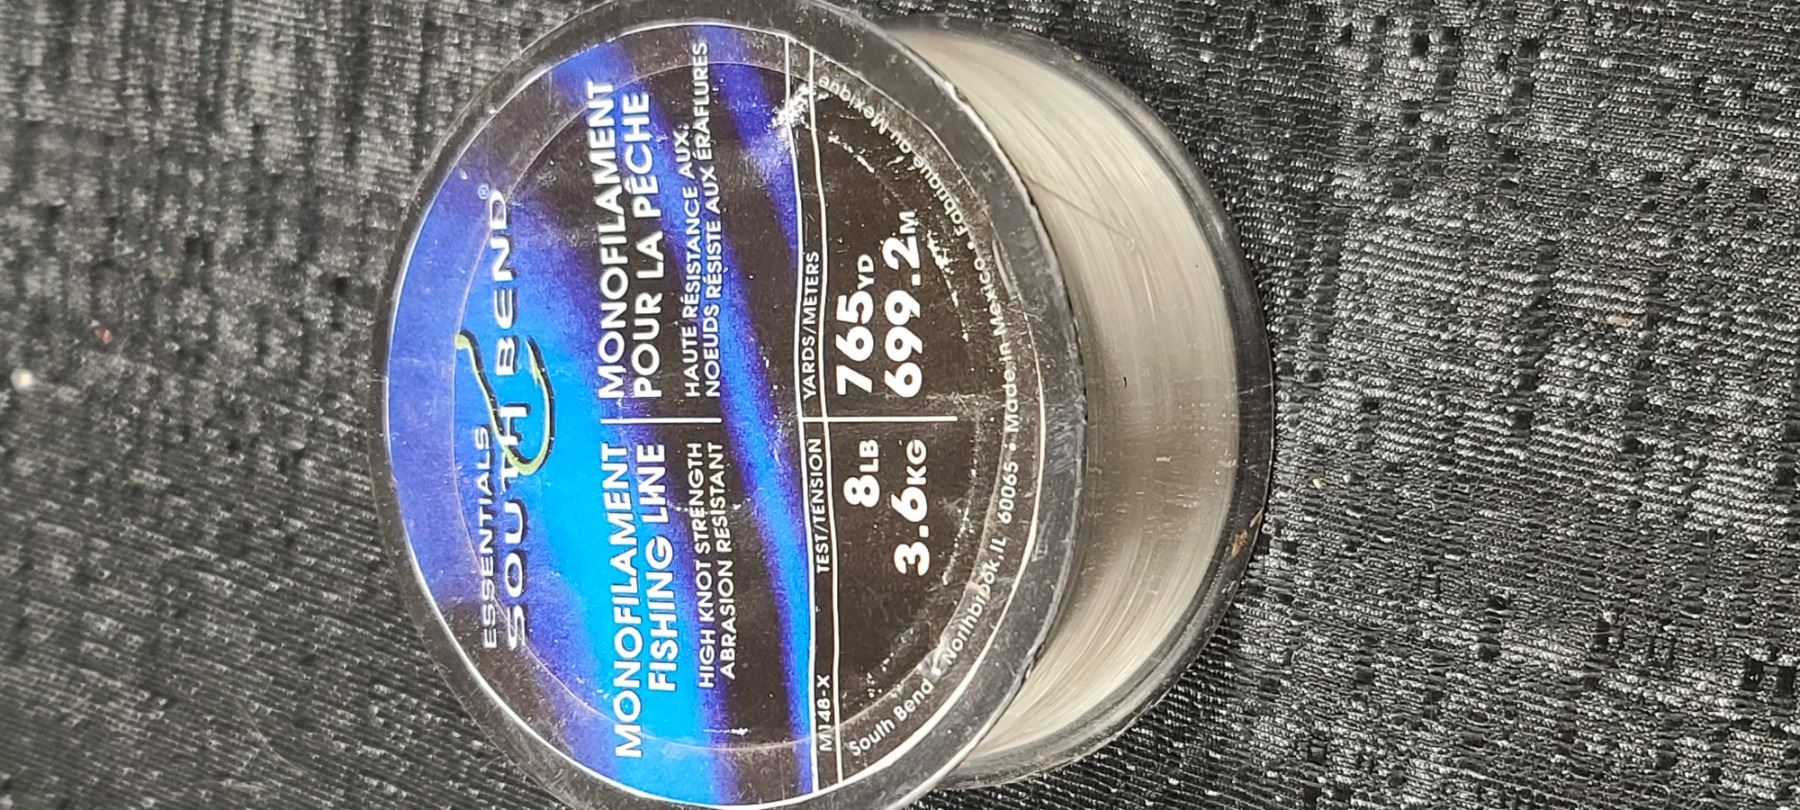 ESSENTIALS
SOUTH BEND®
MONOFILAMENT
FISHING LINE
HIGH KNOT STRENGTH
ABRASION RESISTANT
MONOFILAMENT
POUR LA PÊCHE
HAUTE RÉSISTANCE AUX
NOEUDS RÉSISTE AUX ÉRAFLURES
M148-X
TEST/TENSION
8LB
3.6KG
YARDS/METERS
765YD
699.2M
South Bend • Northbrook, IL 60065 • Made in Mexico • Fabriqué au Mexique